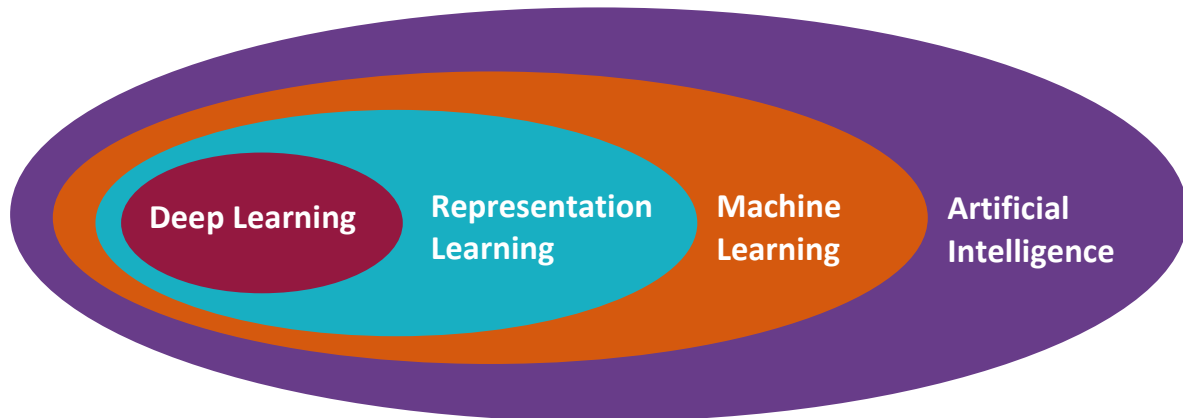 Deep Learning
Representation
Learning
Machine
Learning
Artificial
Intelligence